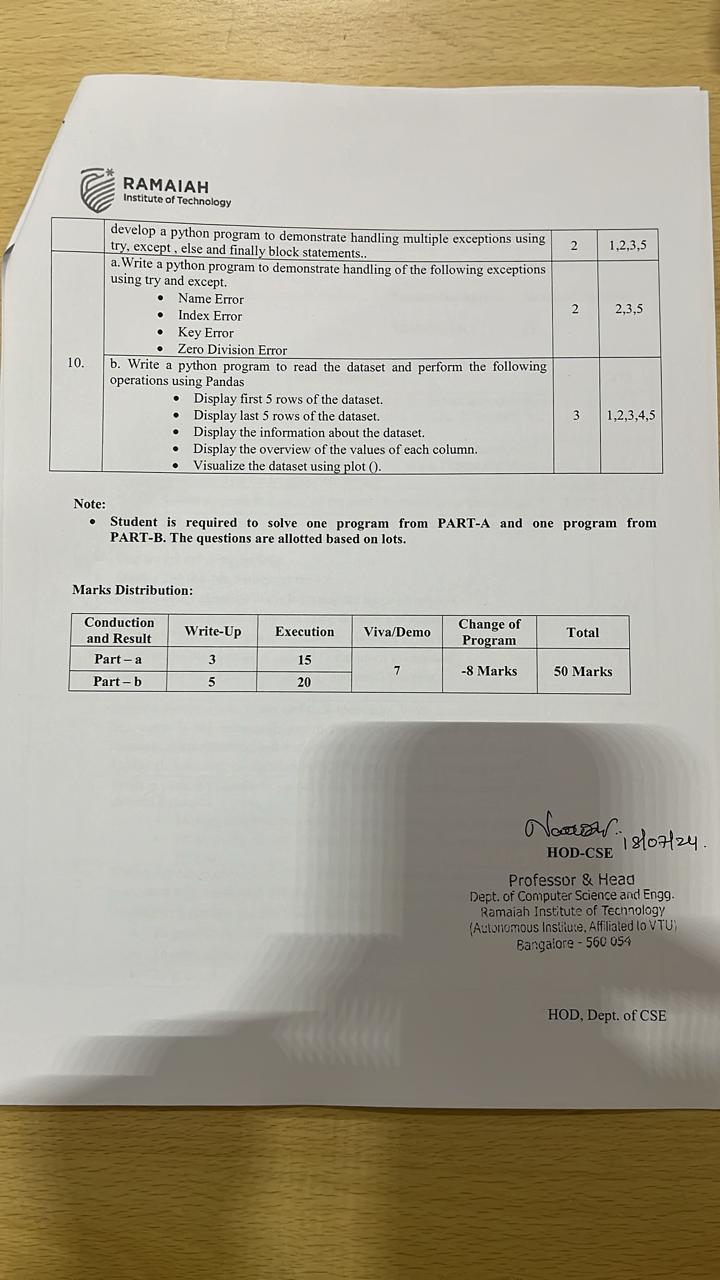 RAMAIAH
Institute of Technology
develop a python program to demonstrate handling multiple exceptions using
try, except , else and finally block statements..
2
1,2,3,5
10.
a.Write a python program to demonstrate handling of the following exceptions
using try and except.
• Name Error
• Index Error
• Key Error
• Zero Division Error
2
2,3,5
b. Write a python program to read the dataset and perform the following
operations using Pandas
• Display first 5 rows of the dataset.
• Display last 5 rows of the dataset.
• Display the information about the dataset.
• Display the overview of the values of each column.
• Visualize the dataset using plot ().
3
1,2,3,4,5
Note:
• Student is required to solve one program from PART-A and one program from
PART-B. The questions are allotted based on lots.
Marks Distribution:
Conduction and Result Write-Up Execution Viva/Demo Change of Program Total
Part – a 3 15 7 -8 Marks 50 Marks
Part – b 5 20
18/07/24.
HOD-CSE
Professor & Head
Dept. of Computer Science and Engg.
Ramaiah Institute of Technology
(Autonomous Institute, Affiliated to VTU)
Bangalore - 560 054
HOD, Dept. of CSE